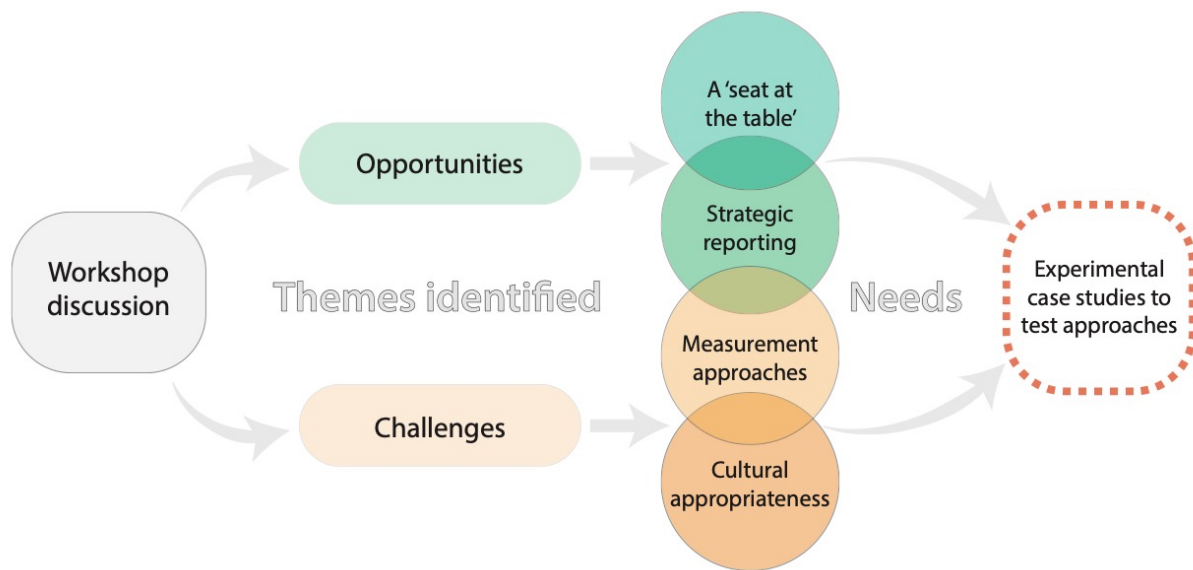 Workshop
discussion
Opportunities
Themes identified
Challenges
A ‘seat at
the table’
Strategic
reporting
Measurement
approaches
Cultural
appropriateness
Needs
Experimental
case studies to
test approaches